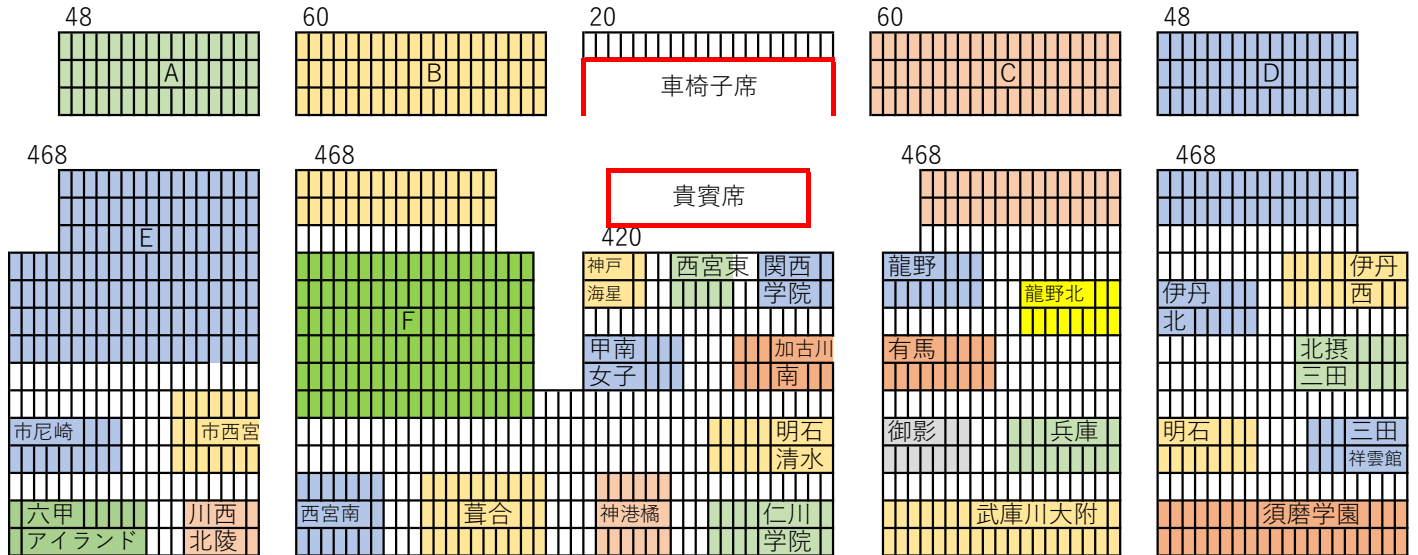 48
60
20
60
48
A
B
車椅子席
C
D
468
468
貴賓席
468
468
E
420
F
神戸
海星
西宮東
関西
学院
甲南
女子
加古川
南
明石
清水
龍野
龍野北
有馬
御影
兵庫
武庫川大附
伊丹
西
伊丹
北
北摂
三田
明石
三田
祥雲館
須磨学園
市尼崎
市西宮
六甲
アイランド
川西
北陵
西宮南
葺合
神港橘
仁川
学院